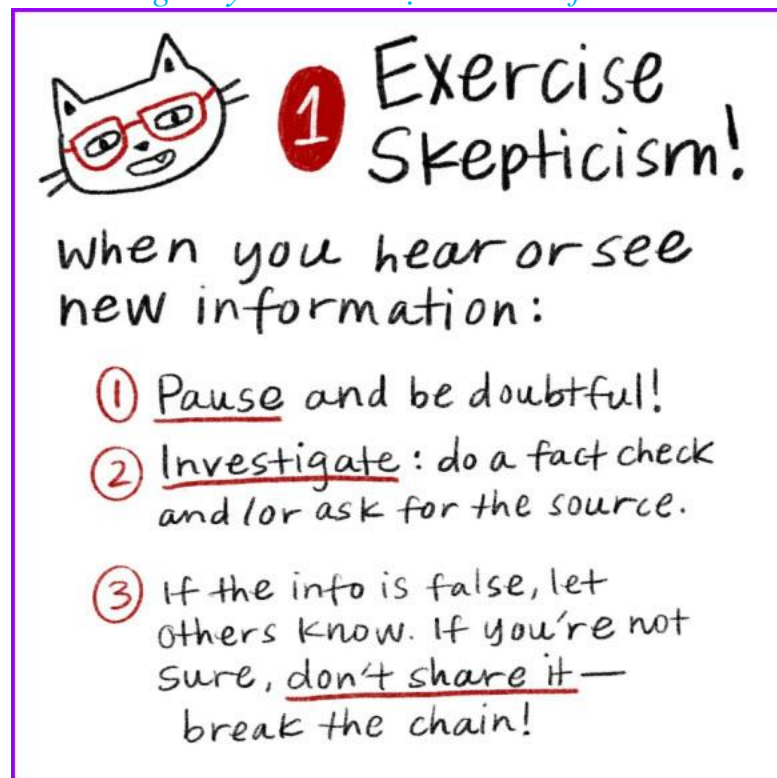 1 Exercise
Skepticism!
When you hear or see
new information:
1 Pause and be doubtful!
2 Investigate: do a fact check
and/or ask for the source.
3 If the info is false, let
others know. If you're not
sure, don't share it—
break the chain!